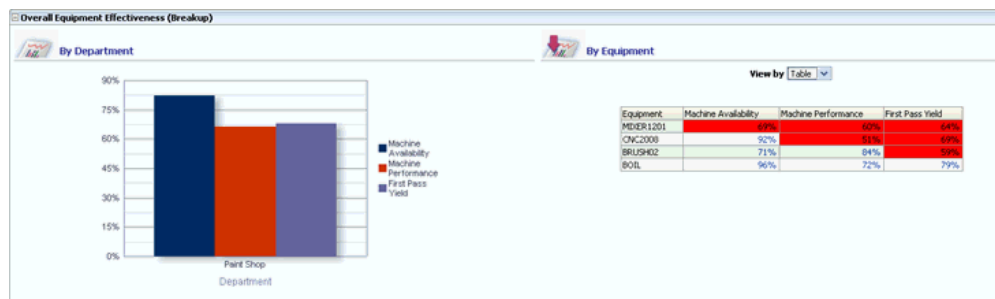 Overall Equipment Effectiveness (Breakup)
By Department
90%
75%
60%
45%
30%
15%
0%
Paint Shop
Department
Machine
Availability
Machine
Performance
First Pass
Yield
By Equipment
View by Table
Equipment Machine Availability Machine Performance First Pass Yield
MIXER1201 69% 60% 64%
CNC2008 92% 51% 69%
BRUSH02 71% 84% 59%
BOIL 96% 72% 79%